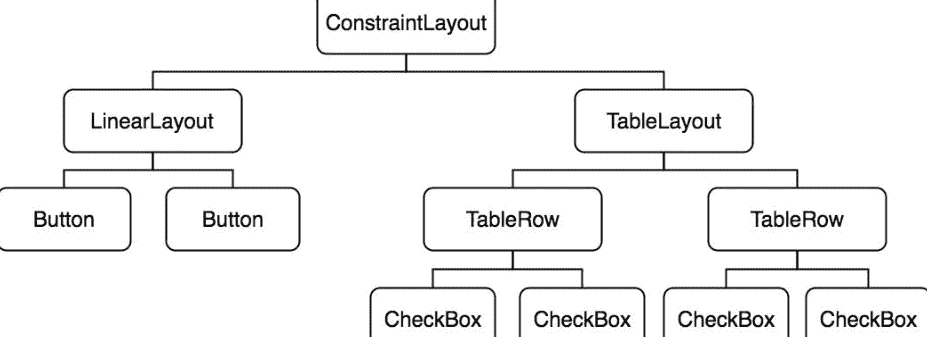 ConstraintLayout
LinearLayout TableLayout
Button Button TableRow TableRow
CheckBox CheckBox CheckBox CheckBox